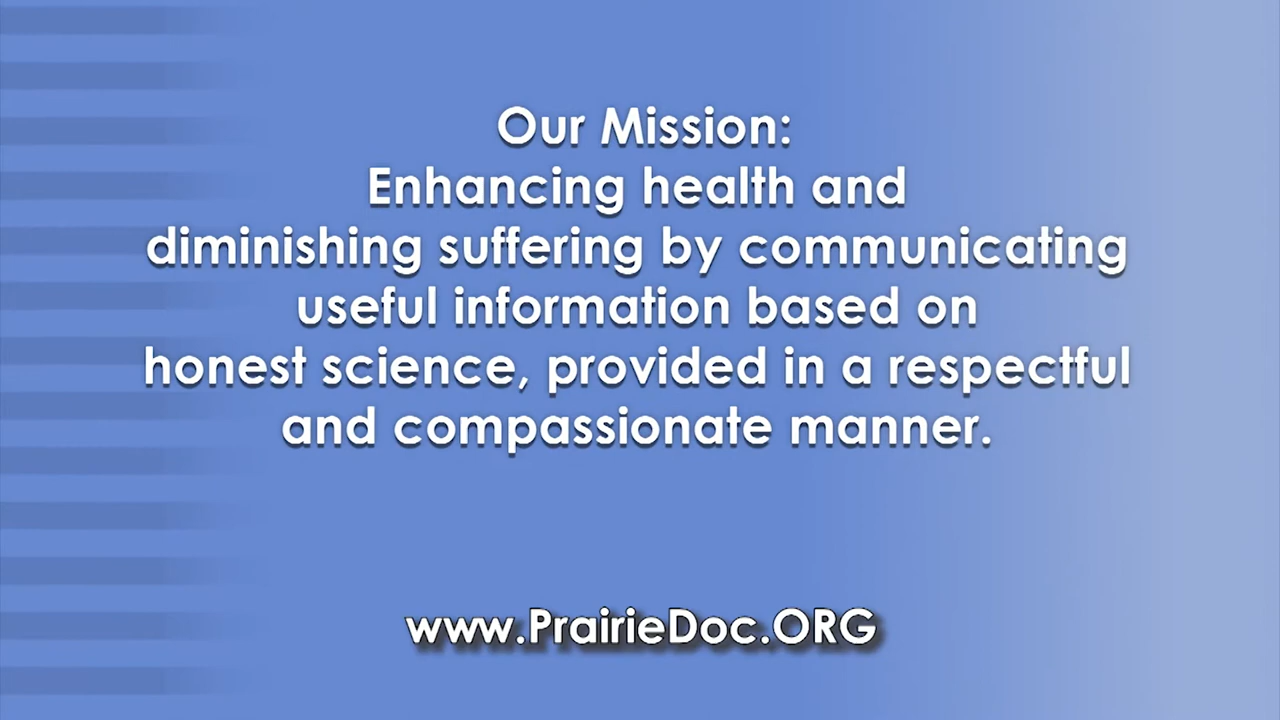 Our Mission:
Enhancing health and
diminishing suffering by communicating
useful information based on
honest science, provided in a respectful
and compassionate manner.
www.PrairieDoc.ORG